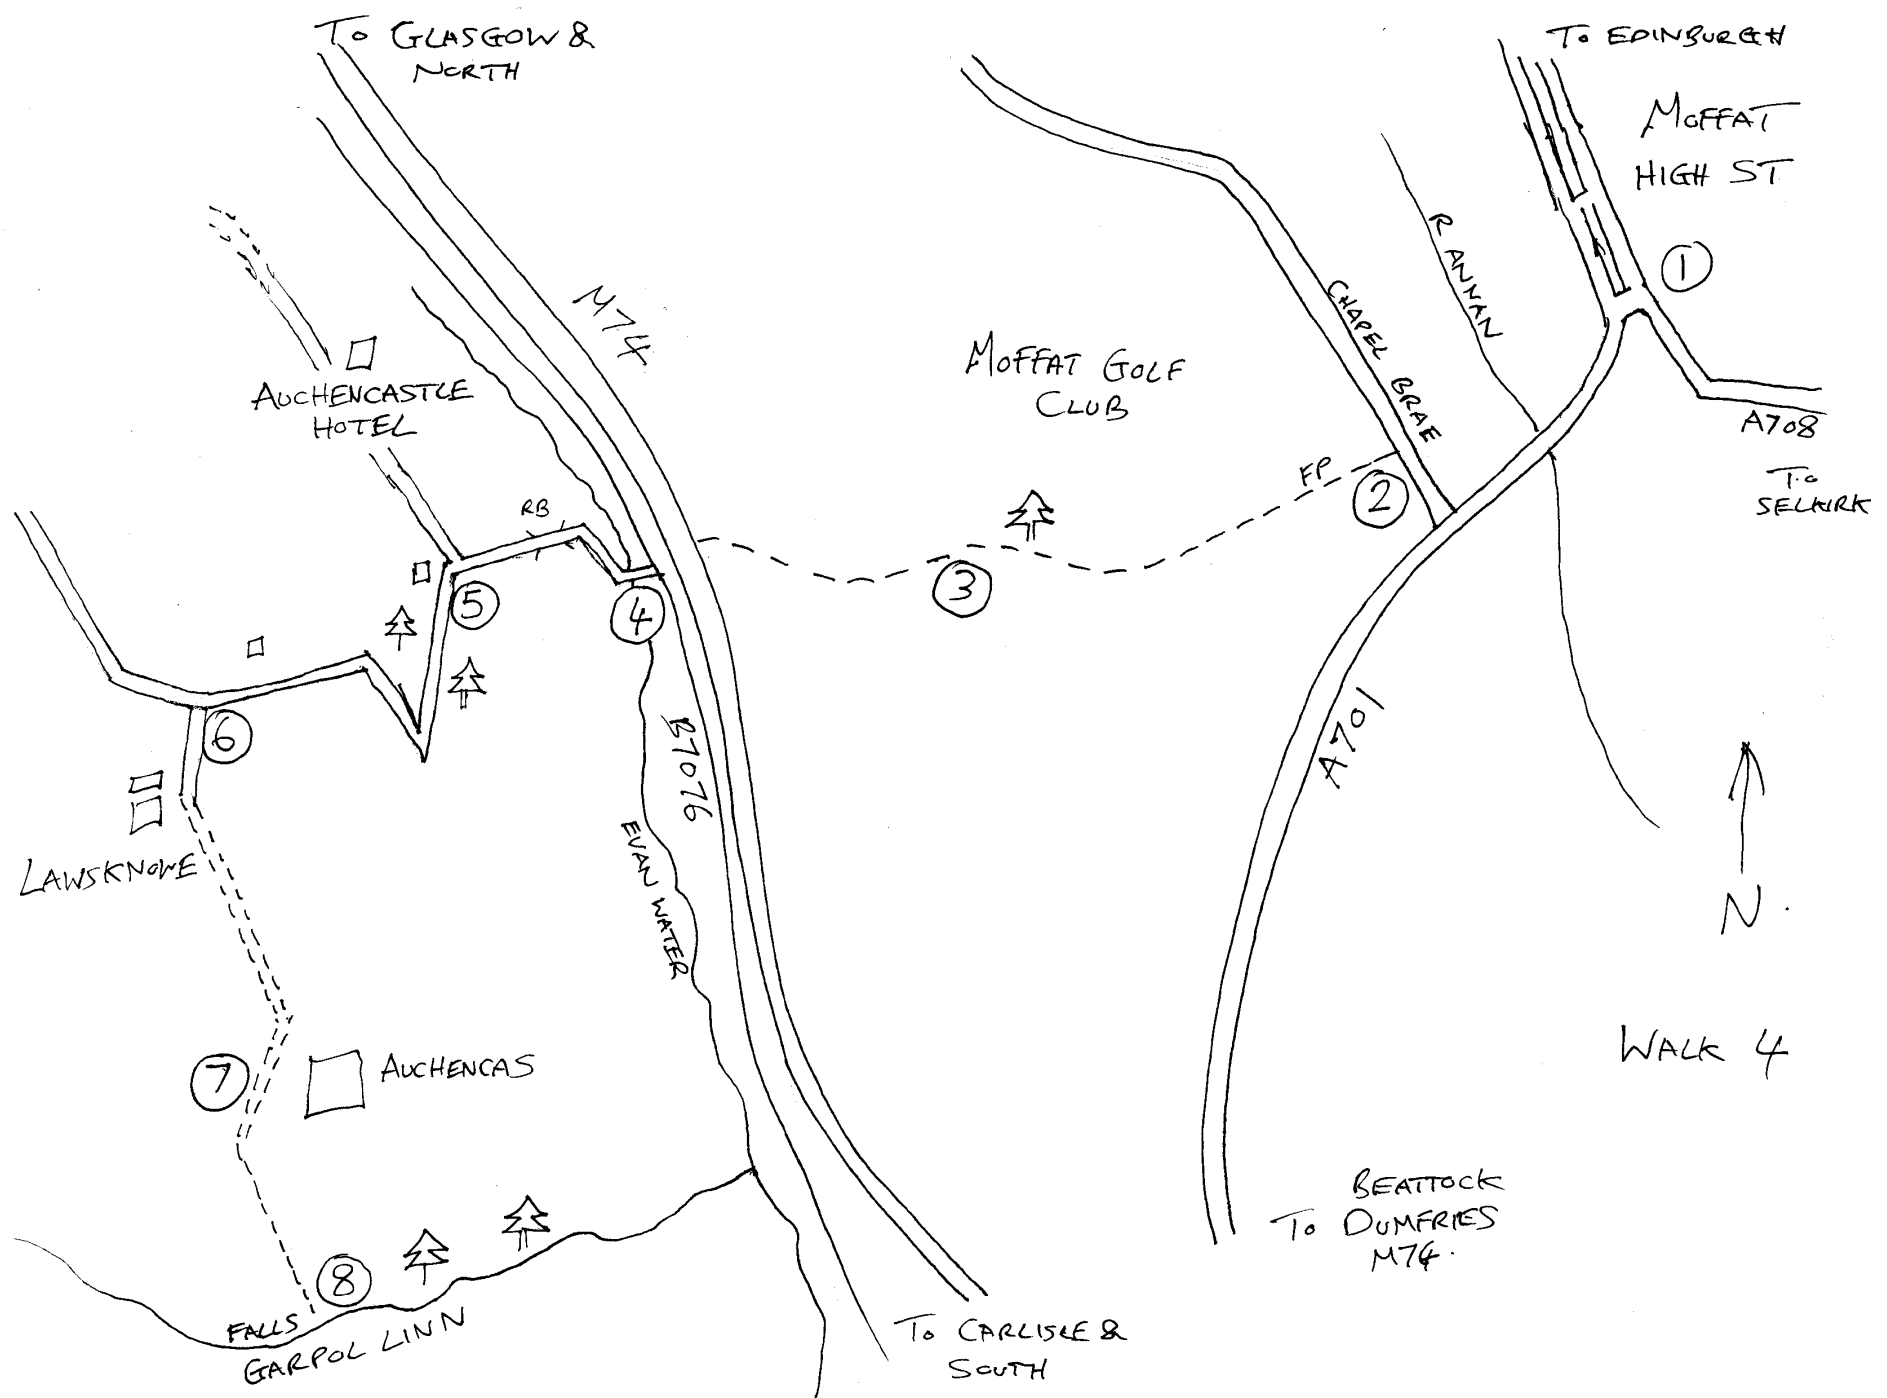 To GLASGOW &
NORTH
To EDINBURGH
MOFFAT
HIGH ST
1
R ANNAN
CHAPEL BRAE
M74
MOFFAT GOLF
CLUB
AUCHENCASTLE
HOTEL
A708
To
SELKIRK
FP
2
RB
3
4
5
6
B7076
A701
EVAN WATER
LAWSKNOWE
N.
7
AUCHENCAS
WALK 4
BEATTOCK
To DUMFRIES
M74.
8
FALLS
GARPOL LINN
To CARLISLE &
SOUTH